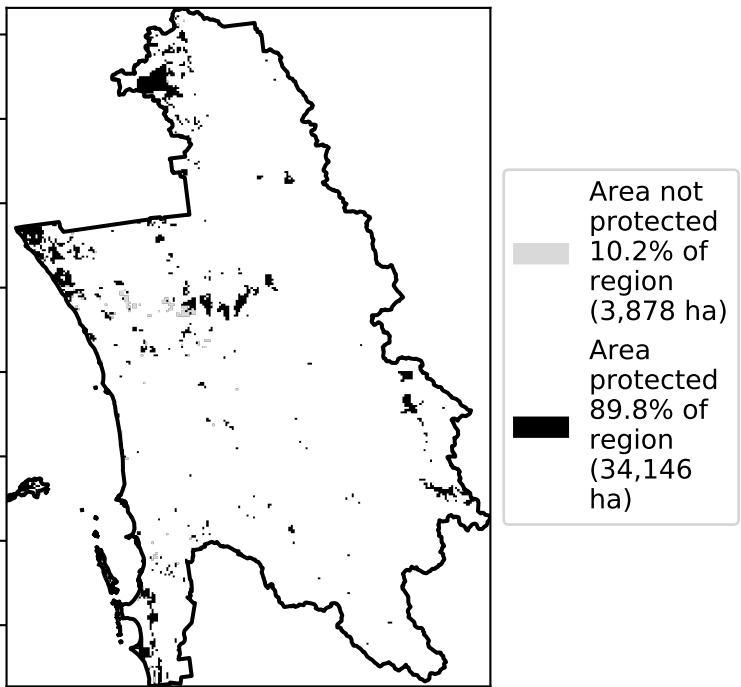 Area not
protected
10.2% of
region
(3,878 ha)
Area
protected
89.8% of
region
(34,146
ha)